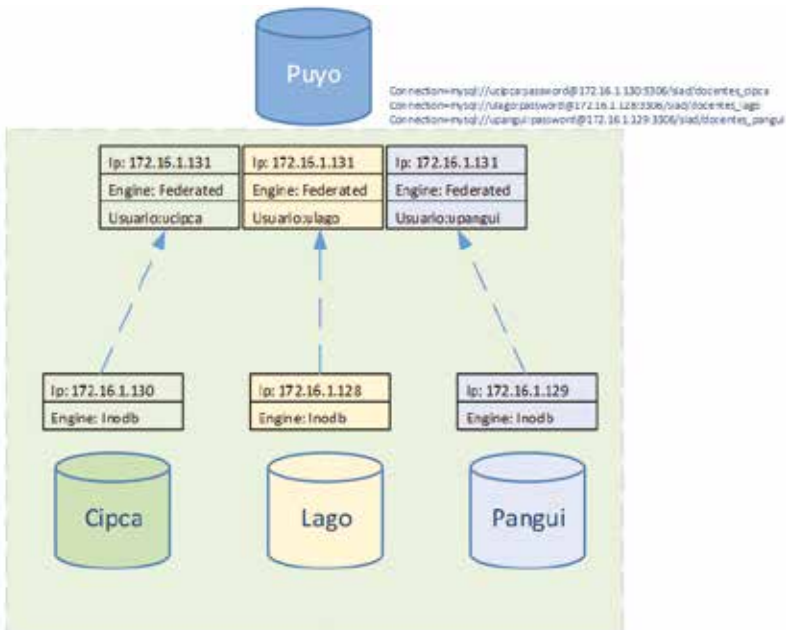 Puyo
Connection=mysql://ucipca:password@172.16.1.130:3306/siad/docentes_cipca
Connection=mysql://ulago:password@172.16.1.128:3306/siad/docentes_lago
Connection=mysql://upangui:password@172.16.1.129:3306/siad/docentes_pangui
Ip: 172.16.1.131
Ip: 172.16.1.131
Ip: 172.16.1.131
Engine: Federated
Engine: Federated
Engine: Federated
Usuario:ucipca
Usuario:ulago
Usuario:upangui
Ip: 172.16.1.130
Ip: 172.16.1.128
Ip: 172.16.1.129
Engine: Inodb
Engine: Inodb
Engine: Inodb
Cipca
Lago
Pangui